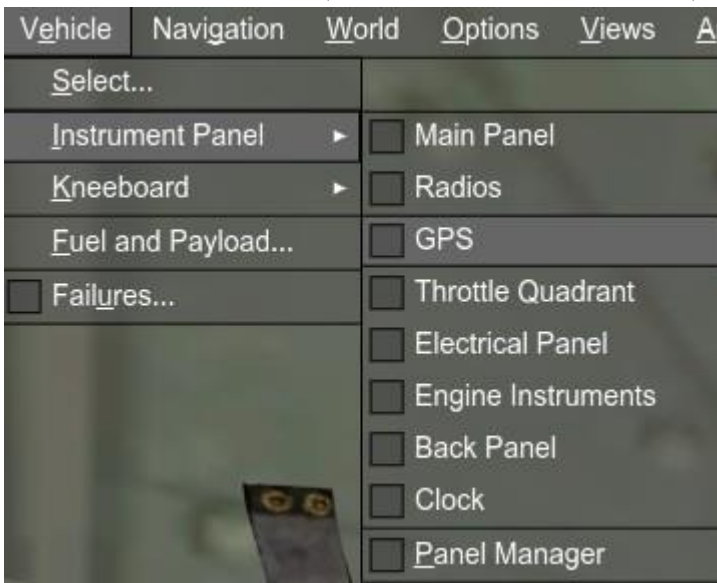 Vehicle Navigation World Options Views A
Select...
Instrument Panel
Kneeboard
Fuel and Payload...
Failures...
Main Panel
Radios
GPS
Throttle Quadrant
Electrical Panel
Engine Instruments
Back Panel
Clock
Panel Manager